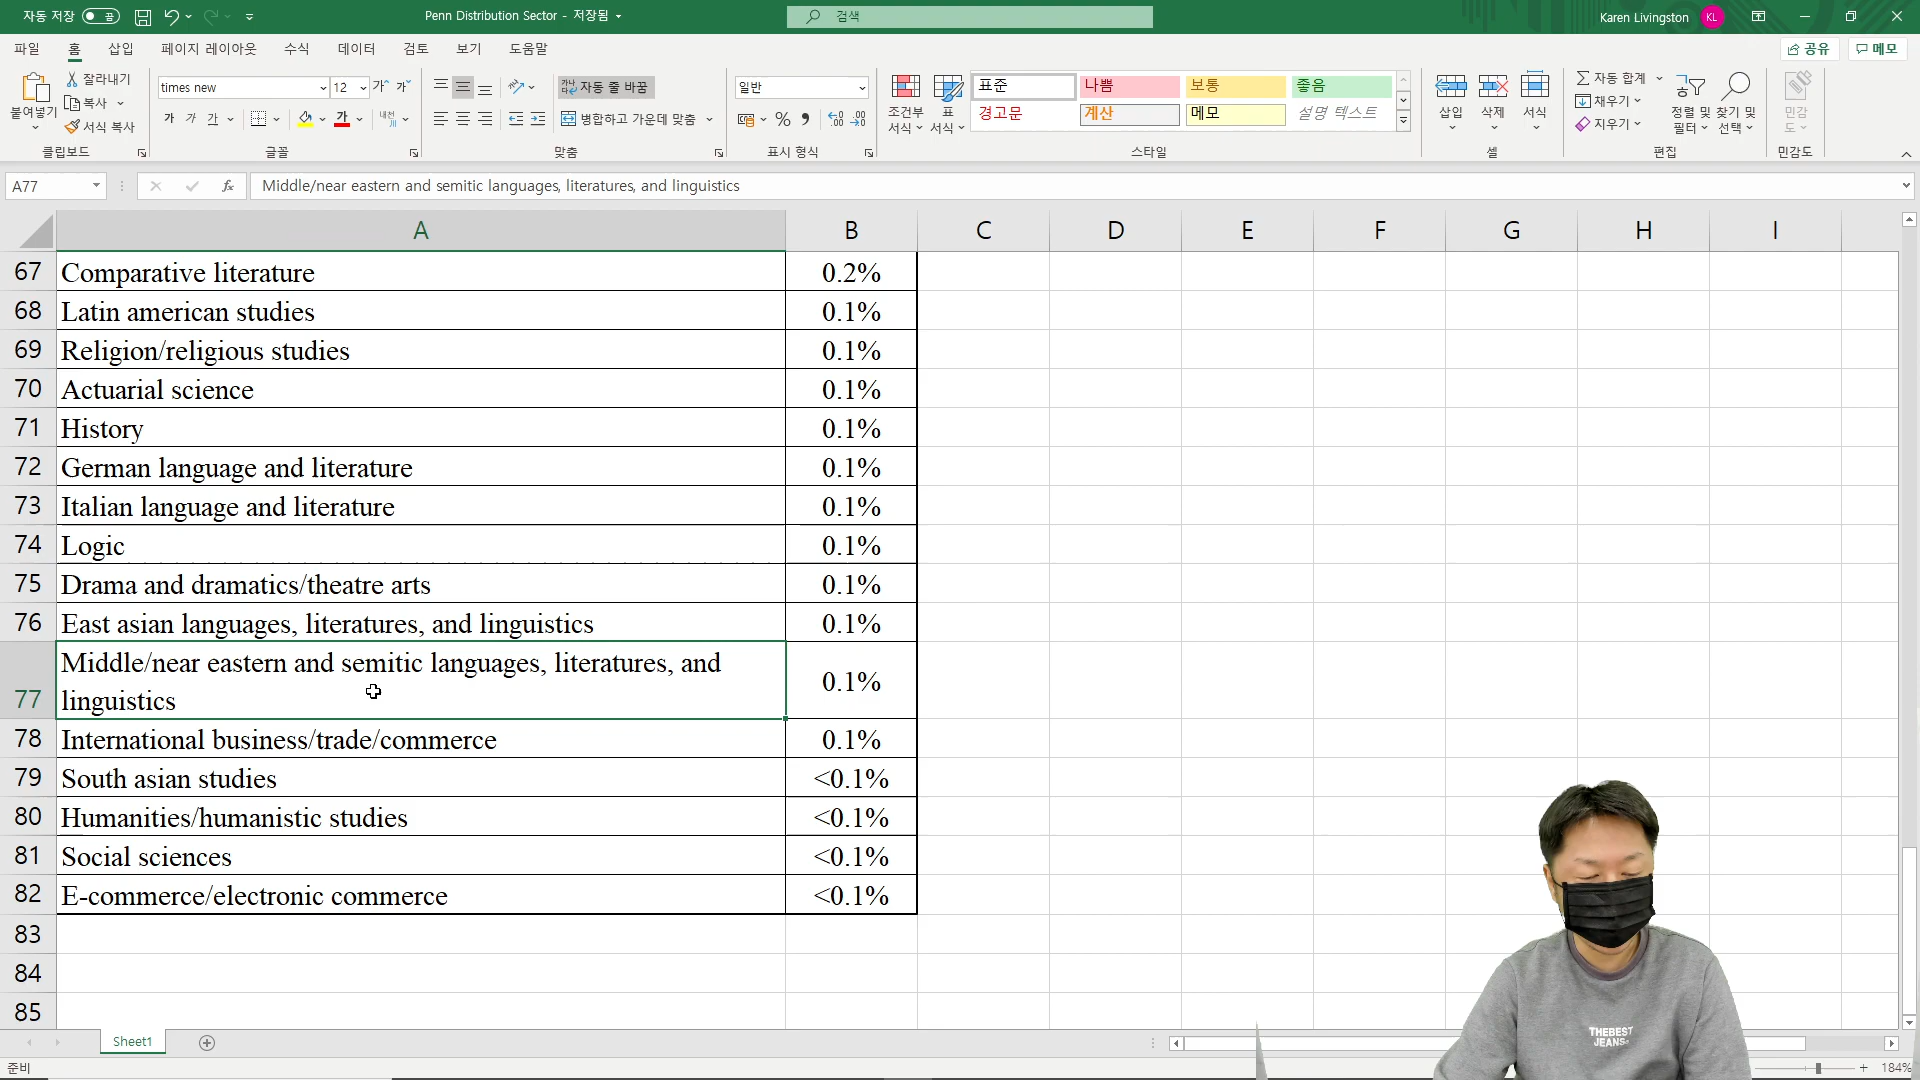 자동 저장 끔
Penn Distribution Sector - 저장됨
검색
Karen Livingston KL
파일 홈 삽입 페이지 레이아웃 수식 데이터 검토 보기 도움말
공유 메모
붙여넣기
잘라내기
복사
서식 복사
클립보드
times new 12 가 가
가 가 가 가 내천
글꼴
자동 줄 바꿈
병합하고 가운데 맞춤
맞춤
일반
표시 형식
조건부 서식
표 서식
표준 나쁨 보통 좋음
경고문 계산 메모 설명 텍스트
스타일
삽입 삭제 서식
셀
자동 합계
채우기
지우기
정렬 및 필터
찾기 및 선택
편집
민감도
민감도
A77 fx Middle/near eastern and semitic languages, literatures, and linguistics
A B C D E F G H I
67 Comparative literature 0.2%
68 Latin american studies 0.1%
69 Religion/religious studies 0.1%
70 Actuarial science 0.1%
71 History 0.1%
72 German language and literature 0.1%
73 Italian language and literature 0.1%
74 Logic 0.1%
75 Drama and dramatics/theatre arts 0.1%
76 East asian languages, literatures, and linguistics 0.1%
Middle/near eastern and semitic languages, literatures, and
77 linguistics 0.1%
78 International business/trade/commerce 0.1%
79 South asian studies <0.1%
80 Humanities/humanistic studies <0.1%
81 Social sciences <0.1%
82 E-commerce/electronic commerce <0.1%
83
84
85
THEBEST
JEANS
Sheet1
준비
184%